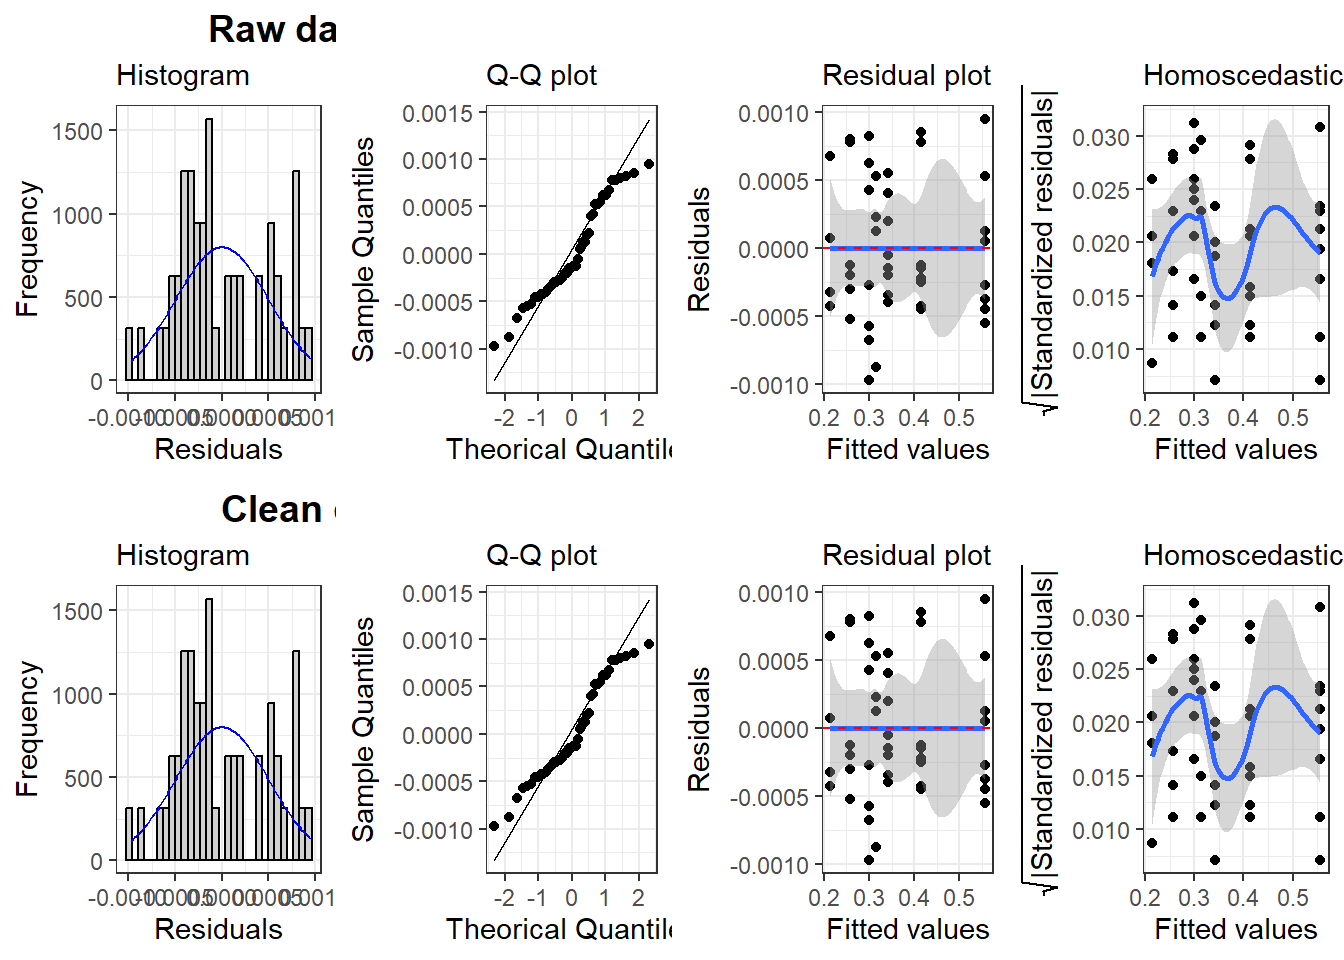 Raw da
Histogram
Q-Q plot
Residual plot
Homoscedastic
Frequency
1500
1000
500
0
Residuals
Sample Quantiles
0.0015
0.0010
0.0005
0.0000
-0.0005
-0.0010
-2 -1 0 1 2
Theorical Quantile
Residuals
0.0010
0.0005
0.0000
-0.0005
-0.0010
0.2 0.3 0.4 0.5
Fitted values
√|Standardized residuals|
0.030
0.025
0.020
0.015
0.010
0.2 0.3 0.4 0.5
Fitted values
Clean
Histogram
Q-Q plot
Residual plot
Homoscedastic
Frequency
1500
1000
500
0
Residuals
Sample Quantiles
0.0015
0.0010
0.0005
0.0000
-0.0005
-0.0010
-2 -1 0 1 2
Theorical Quantile
Residuals
0.0010
0.0005
0.0000
-0.0005
-0.0010
0.2 0.3 0.4 0.5
Fitted values
√|Standardized residuals|
0.030
0.025
0.020
0.015
0.010
0.2 0.3 0.4 0.5
Fitted values